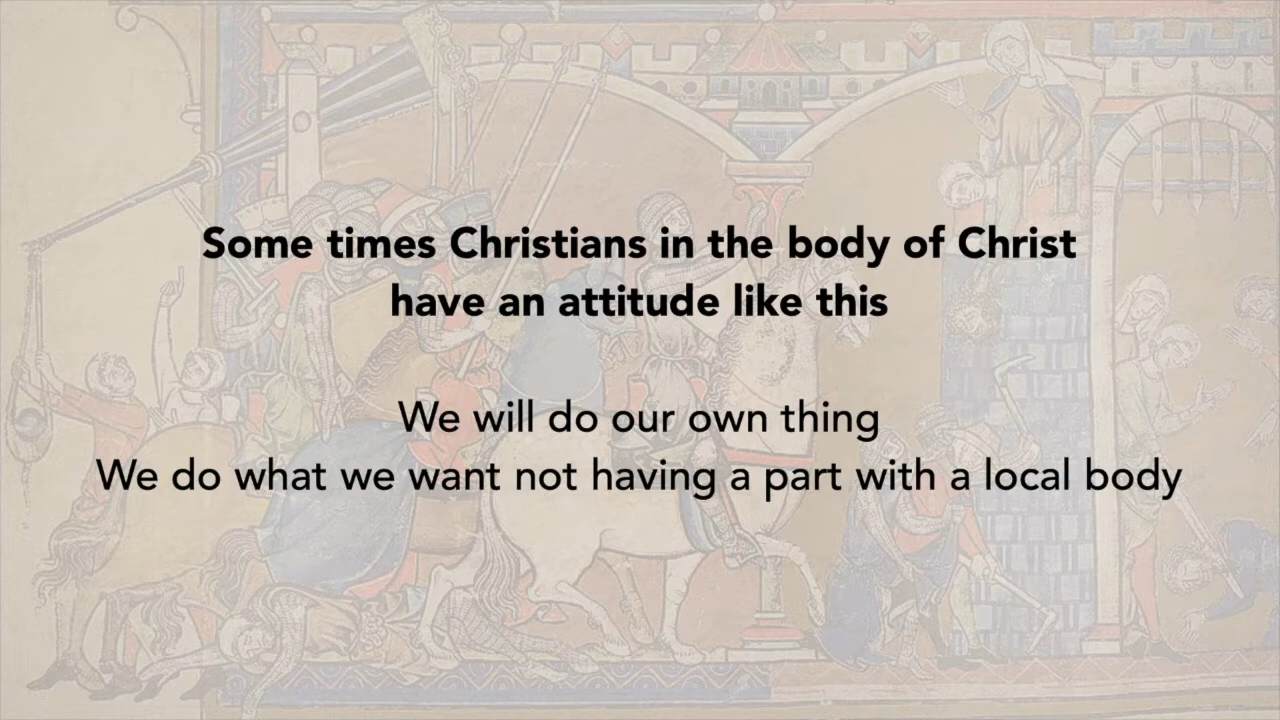 Some times Christians in the body of Christ
have an attitude like this
We will do our own thing
We do what we want not having a part with a local body